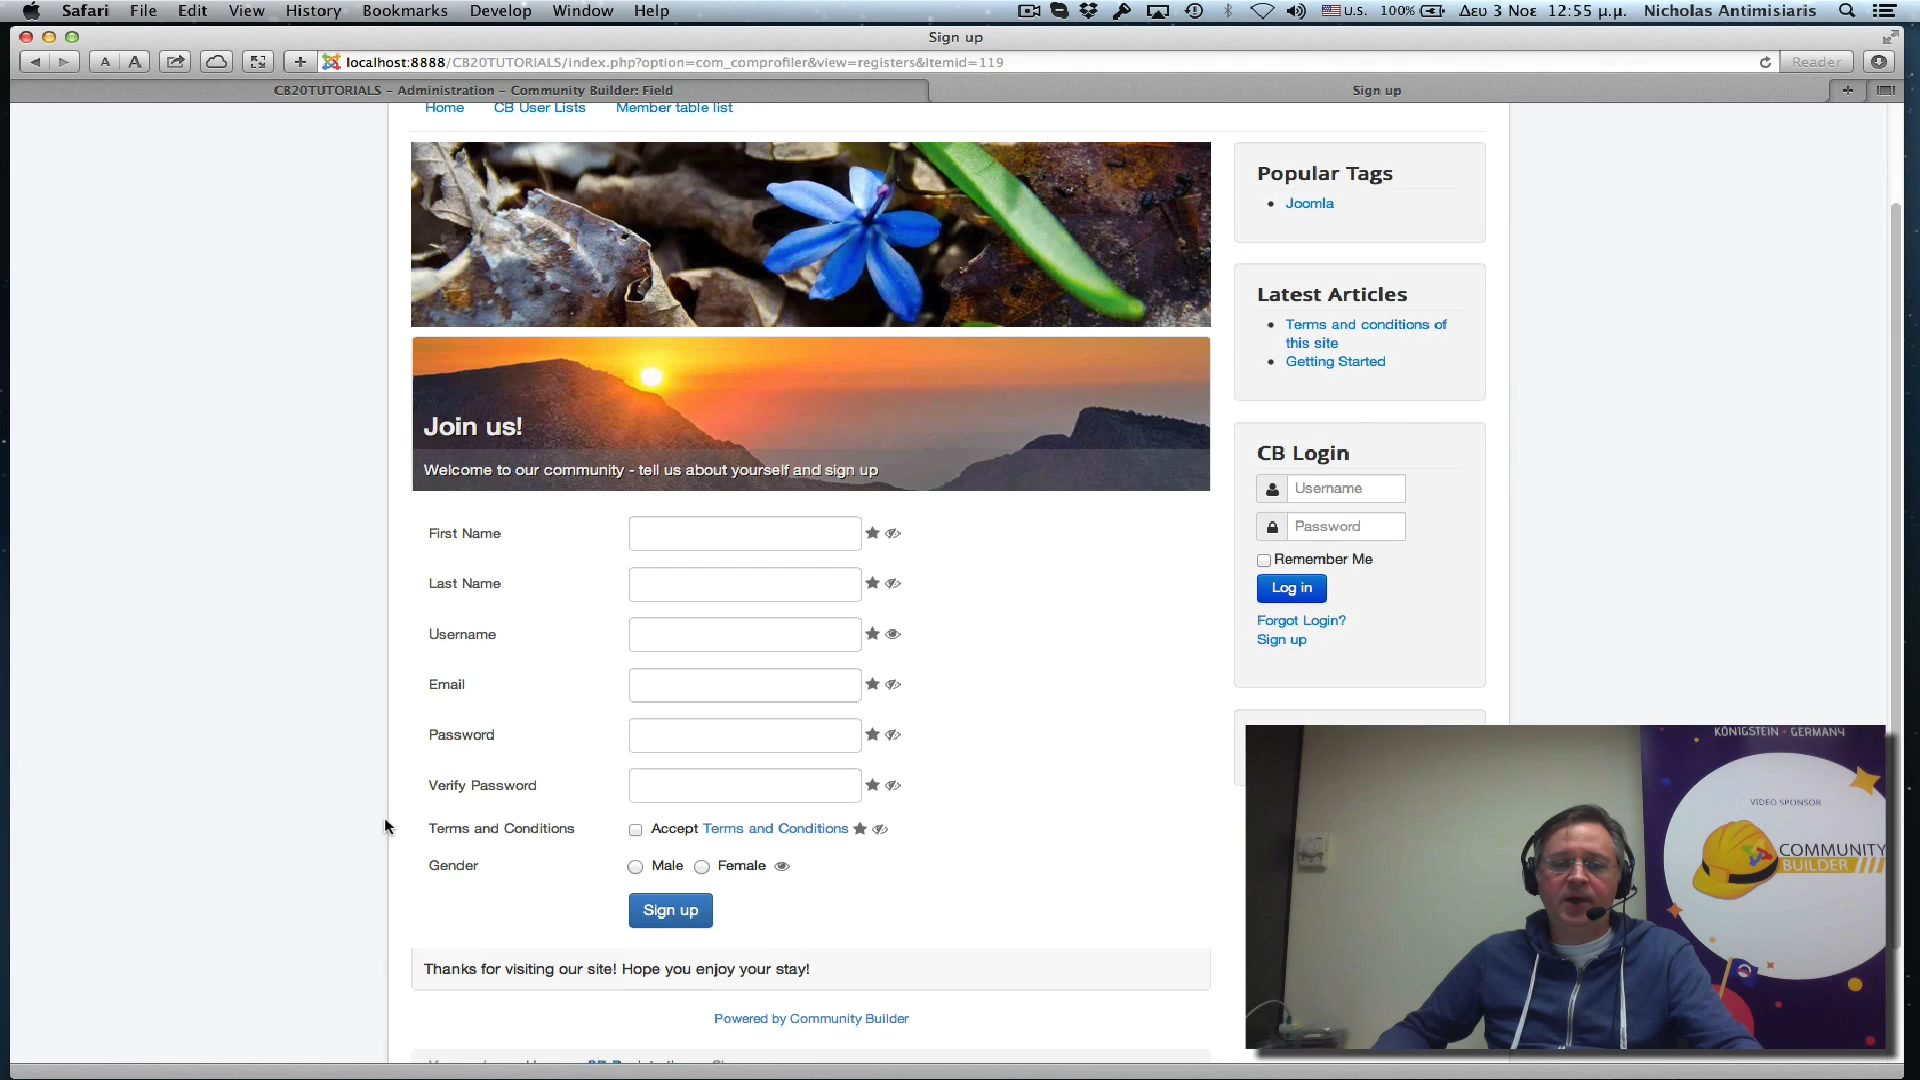 Safari File Edit View History Bookmarks Develop Window Help U.S. 100% Δευ 3 Νοε 12:55 μ.μ. Nicholas Antimisiaris
Sign up
A A localhost:8888/CB20TUTORIALS/index.php?option=com_comprofiler&view=registers&Itemid=119 Reader
CB20TUTORIALS – Administration – Community Builder: Field
Sign up
Home CB User Lists Member table list
Join us!
Welcome to our community - tell us about yourself and sign up
First Name
Last Name
Username
Email
Password
Verify Password
Terms and Conditions Accept Terms and Conditions
Gender Male Female
Sign up
Thanks for visiting our site! Hope you enjoy your stay!
Powered by Community Builder
Popular Tags
Joomla
Latest Articles
Terms and conditions of
this site
Getting Started
CB Login
Username
Password
Remember Me
Log in
Forgot Login?
Sign up
KÖNIGSTEIN • GERMANY
VIDEO SPONSOR
COMMUNITY
BUILDER